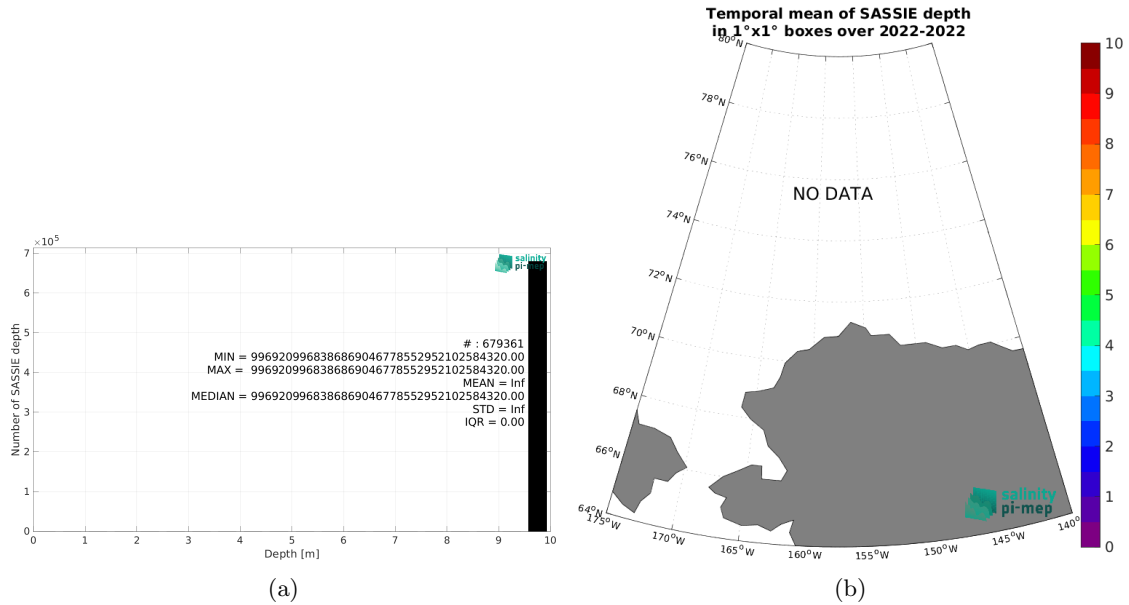 ×10⁵
7
6
5
4
3
2
1
0
Number of SASSIE depth
salinity
pi-mep
# : 679361
MIN = 9969209968386869046778552952102584320.00
MAX = 9969209968386869046778552952102584320.00
MEAN = Inf
MEDIAN = 9969209968386869046778552952102584320.00
STD = Inf
IQR = 0.00
0 1 2 3 4 5 6 7 8 9 10
Depth [m]
(a)
Temporal mean of SASSIE depth
in 1°x1° boxes over 2022-2022
80°N
78°N
76°N
74°N
72°N
70°N
68°N
66°N
64°N
NO DATA
salinity
pi-mep
175°W
170°W
165°W
160°W
155°W
150°W
145°W
140°
10
9
8
7
6
5
4
3
2
1
0
(b)